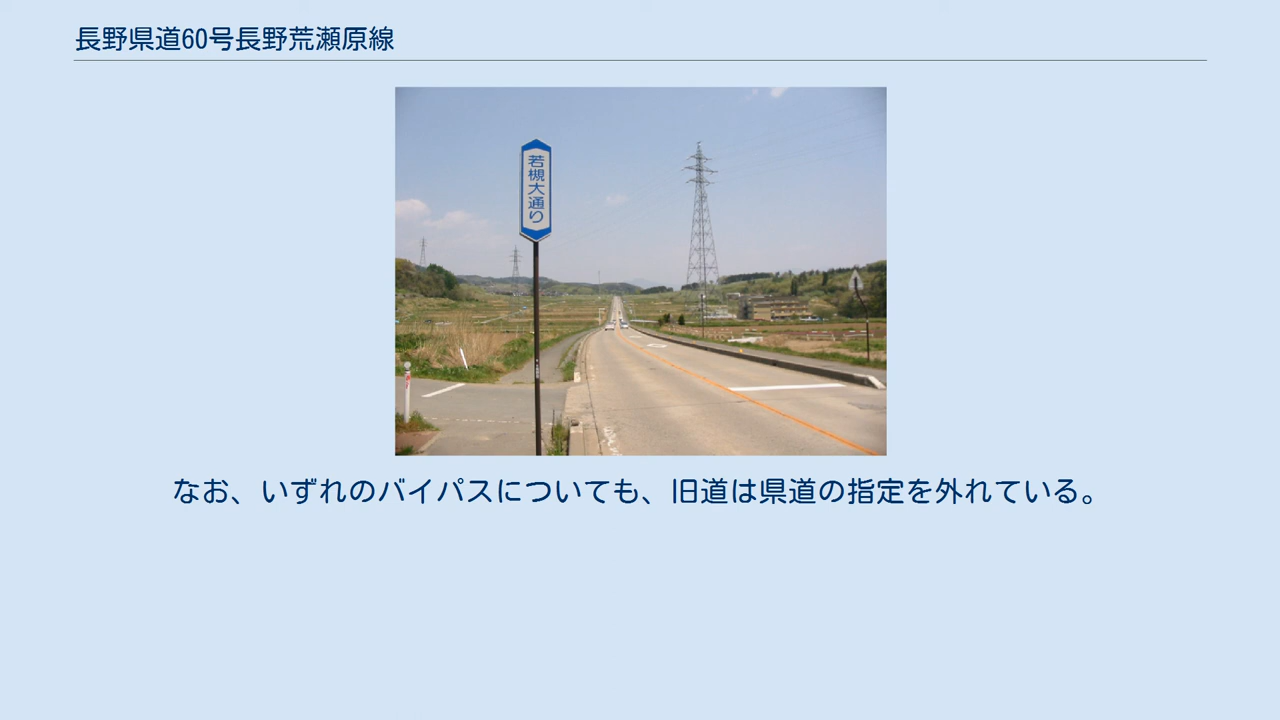 長野県道60号長野荒瀬原線
若槻大通り
なお、いずれのバイパスについても、旧道は県道の指定を外れている。